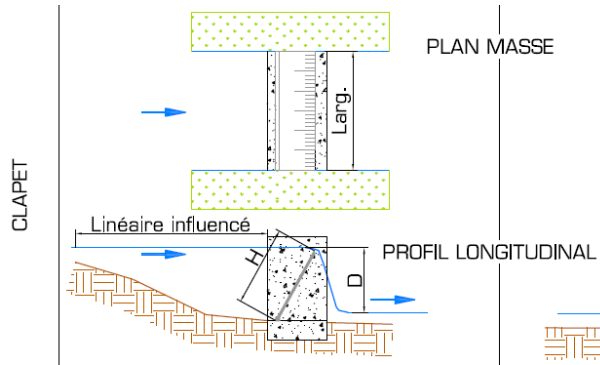 PLAN MASSE
Larg.
CLAPET
Linéaire influencé
H
D
PROFIL LONGITUDINAL